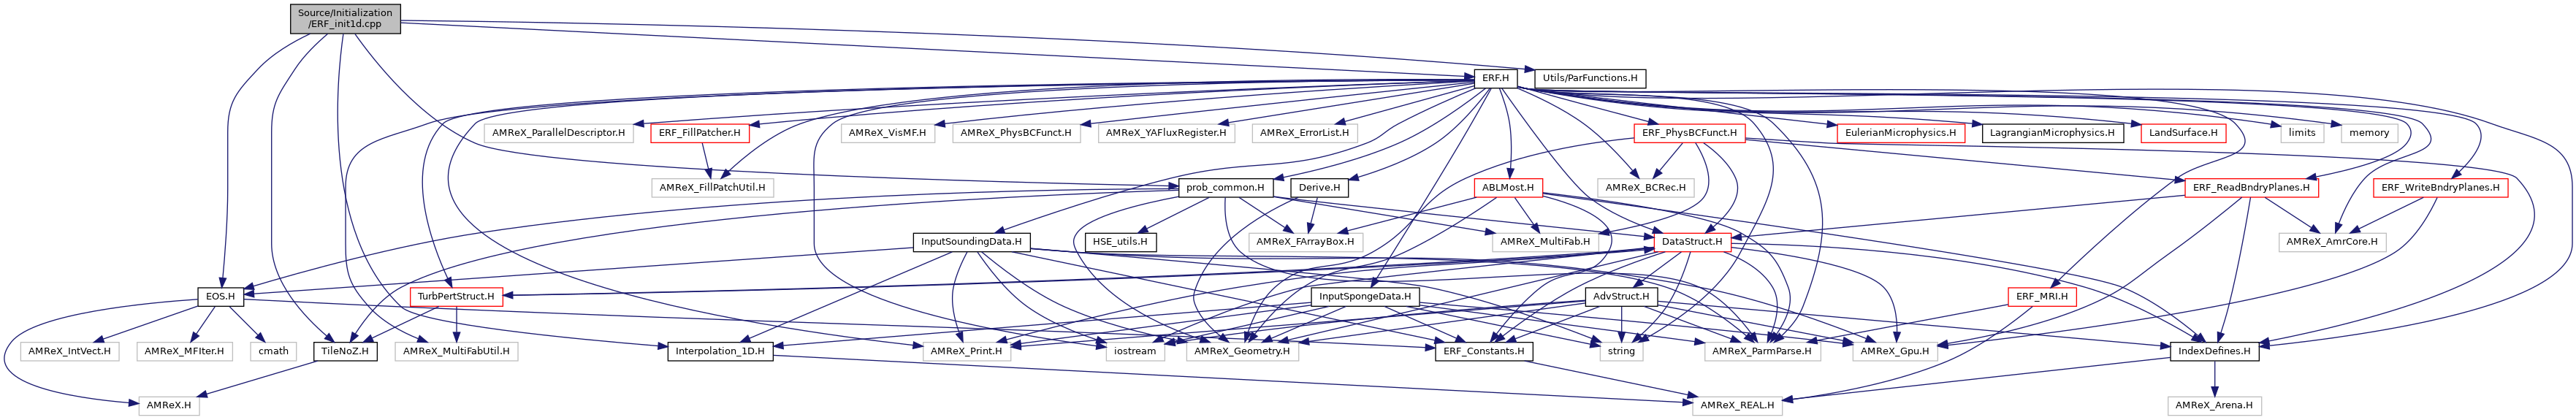 Source/Initialization
/ERF_init1d.cpp
ERF.H
Utils/ParFunctions.H
AMReX_ParallelDescriptor.H
ERF_FillPatcher.H
AMReX_VisMF.H
AMReX_PhysBCFunct.H
AMReX_YAFluxRegister.H
AMReX_ErrorList.H
ERF_PhysBCFunct.H
EulerianMicrophysics.H
LagrangianMicrophysics.H
LandSurface.H
limits
memory
AMReX_FillPatchUtil.H
prob_common.H
Derive.H
ABLMost.H
AMReX_BCRec.H
ERF_ReadBndryPlanes.H
ERF_WriteBndryPlanes.H
InputSoundingData.H
HSE_utils.H
AMReX_FArrayBox.H
AMReX_MultiFab.H
DataStruct.H
AMReX_AmrCore.H
EOS.H
TurbPertStruct.H
InputSpongeData.H
AdvStruct.H
ERF_MRI.H
AMReX_IntVect.H
AMReX_MFIter.H
cmath
TileNoZ.H
AMReX_MultiFabUtil.H
Interpolation_1D.H
AMReX_Print.H
iostream
AMReX_Geometry.H
ERF_Constants.H
string
AMReX_ParmParse.H
AMReX_Gpu.H
IndexDefines.H
AMReX.H
AMReX_REAL.H
AMReX_Arena.H